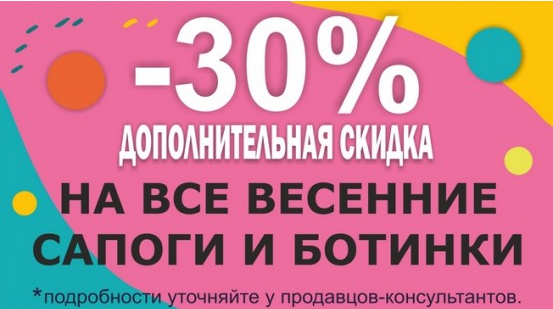 -30%
ДОПОЛНИТЕЛЬНАЯ СКИДКА
НА ВСЕ ВЕСЕННИЕ
САПОГИ И БОТИНКИ
*подробности уточняйте у продавцов-консультантов.